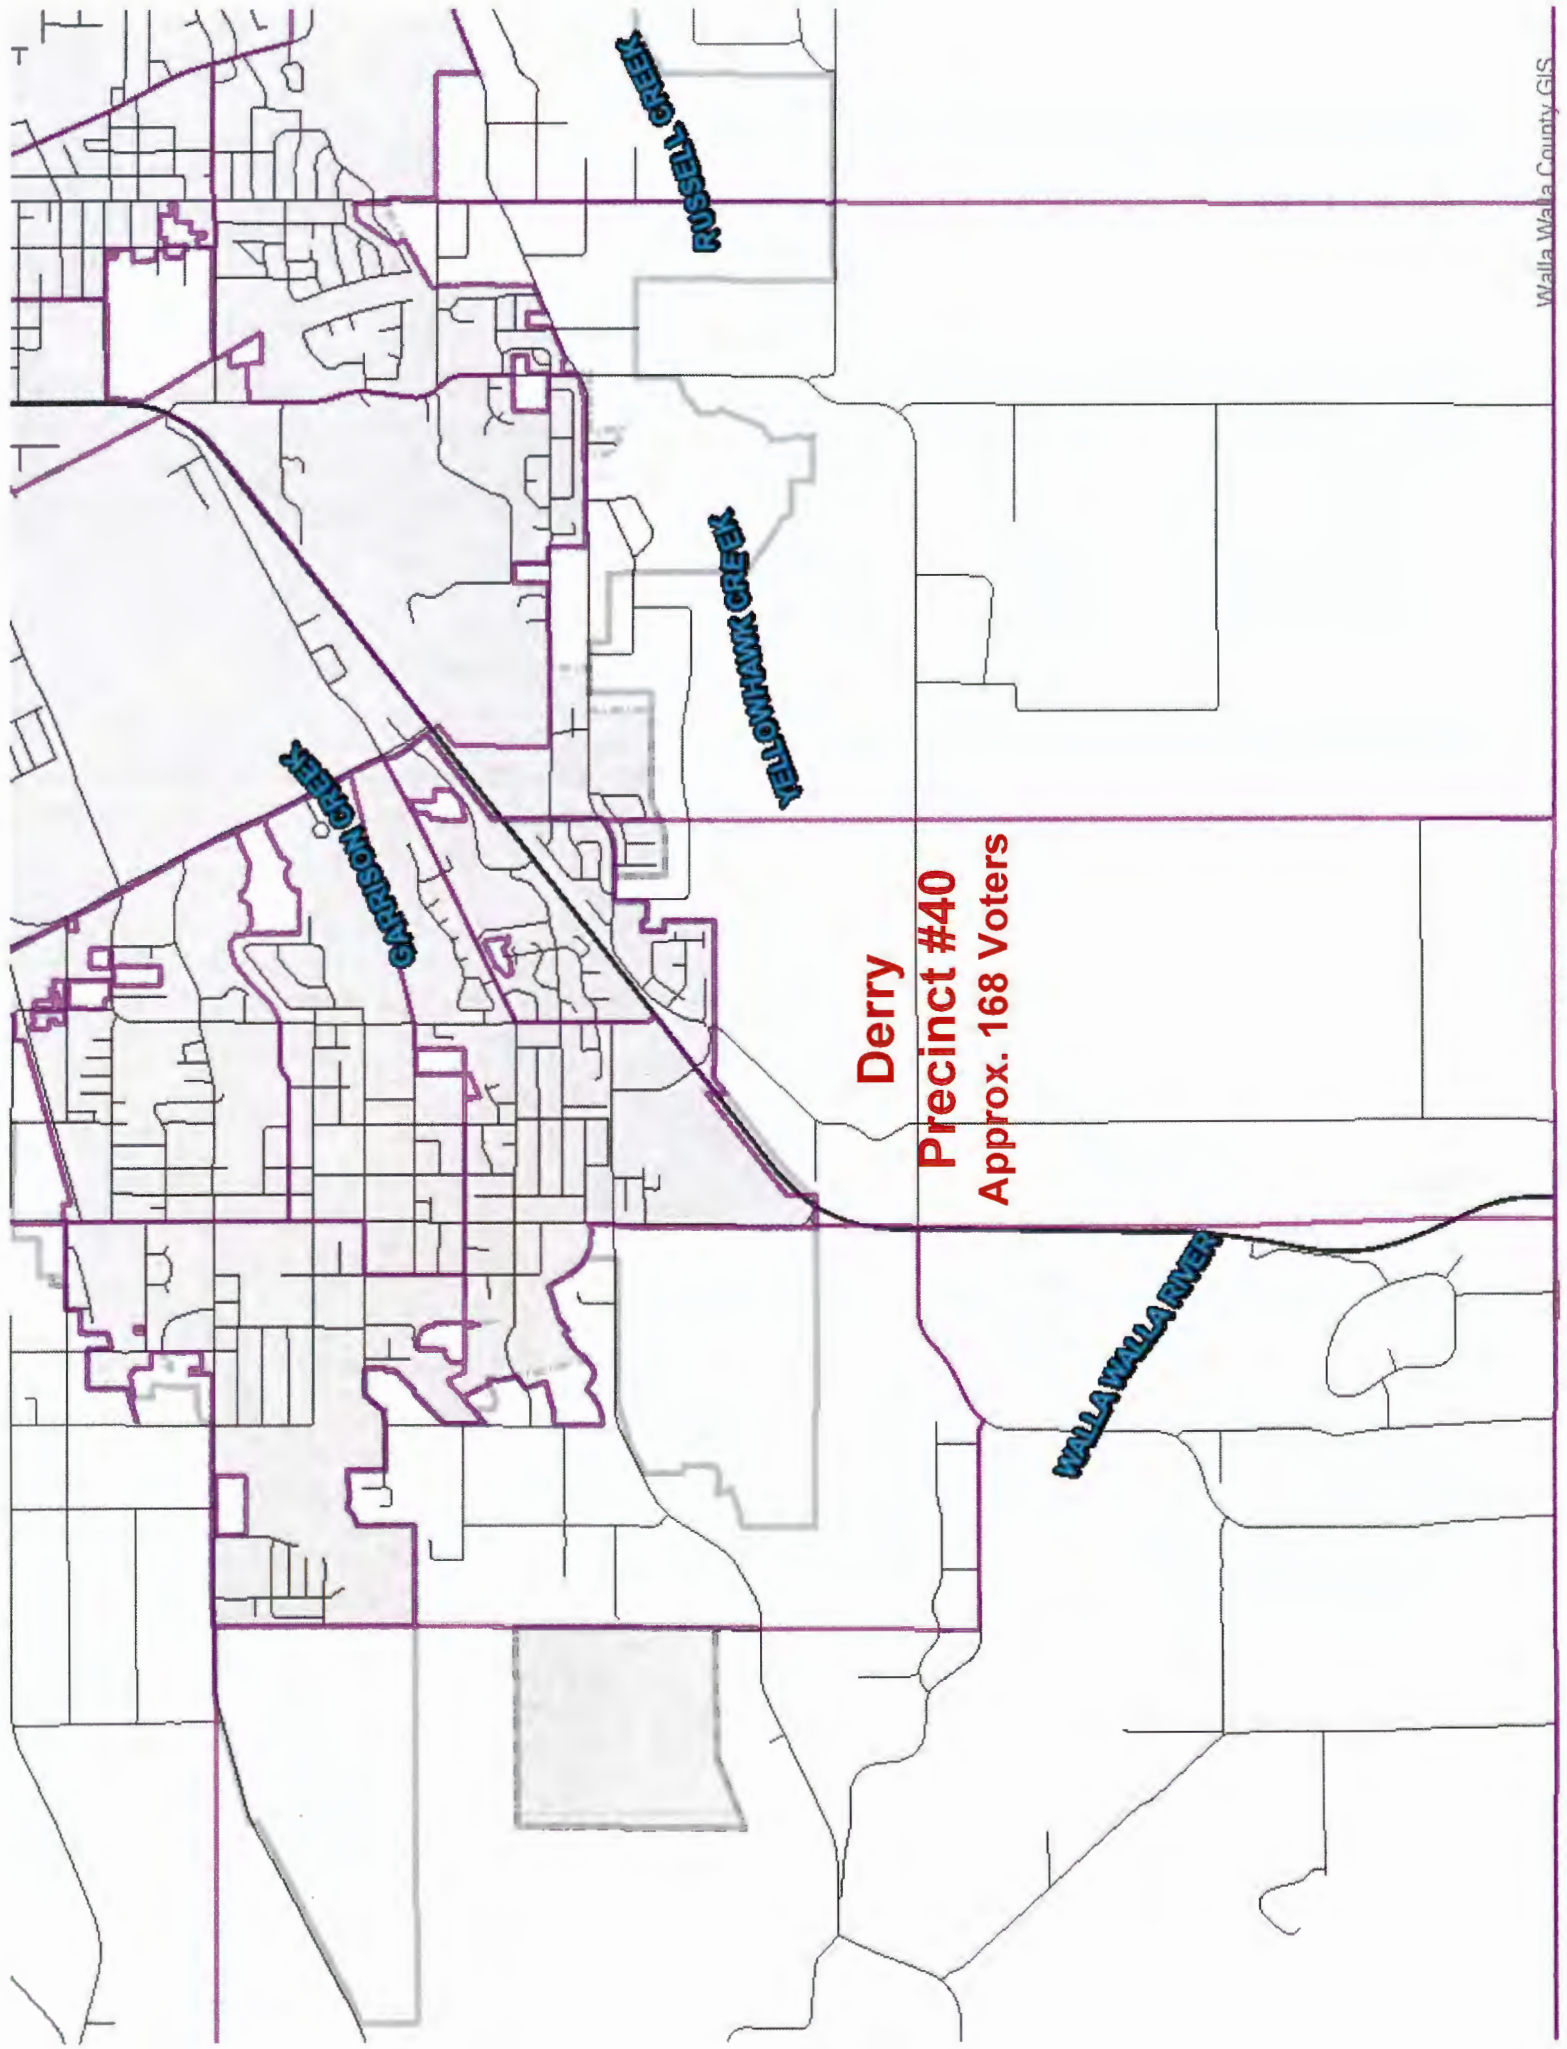 GARRISON CREEK
RUSSELL CREEK
YELLOWHAWK CREEK
Derry
Precinct #40
Approx. 168 Voters
WALLA WALLA RIVER
Walla Walla County GIS